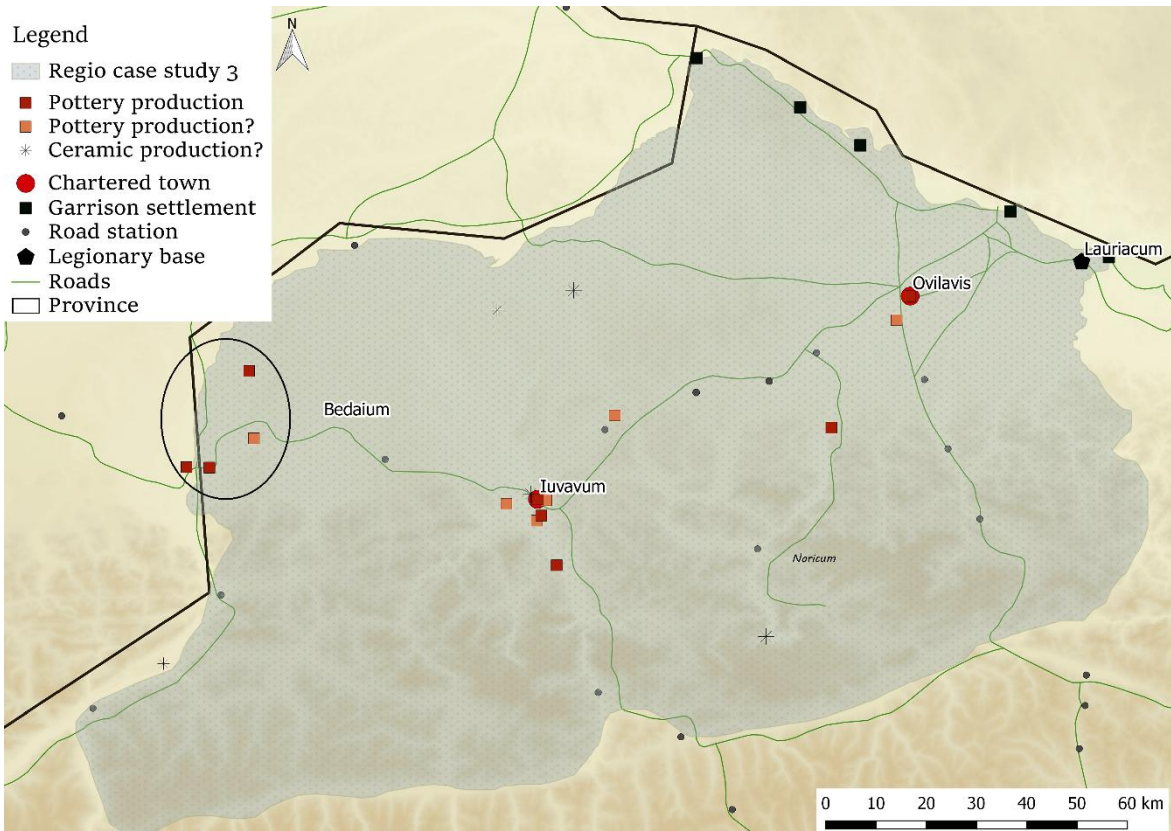 Legend
Regio case study 3
Pottery production
Pottery production?
Ceramic production?
Chartered town
Garrison settlement
Road station
Legionary base
Roads
Province
N
Lauriacum
Ovilavis
Bedaium
Iuvavum
Noricum
0 10 20 30 40 50 60 km